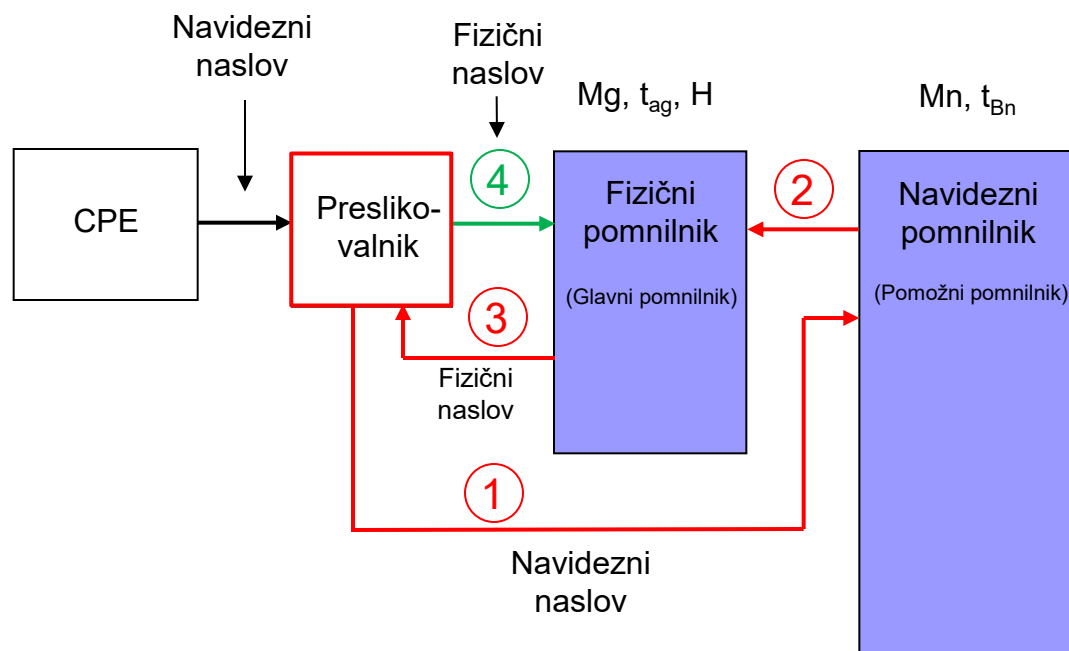 Navidezni
naslov
Fizični
naslov
Mg, tag, H
Mn, tBn
CPE
Presliko-
valnik
4
Fizični
pomnilnik
(Glavni pomnilnik)
2
Navidezni
pomnilnik
(Pomožni pomnilnik)
3
Fizični
naslov
1
Navidezni
naslov